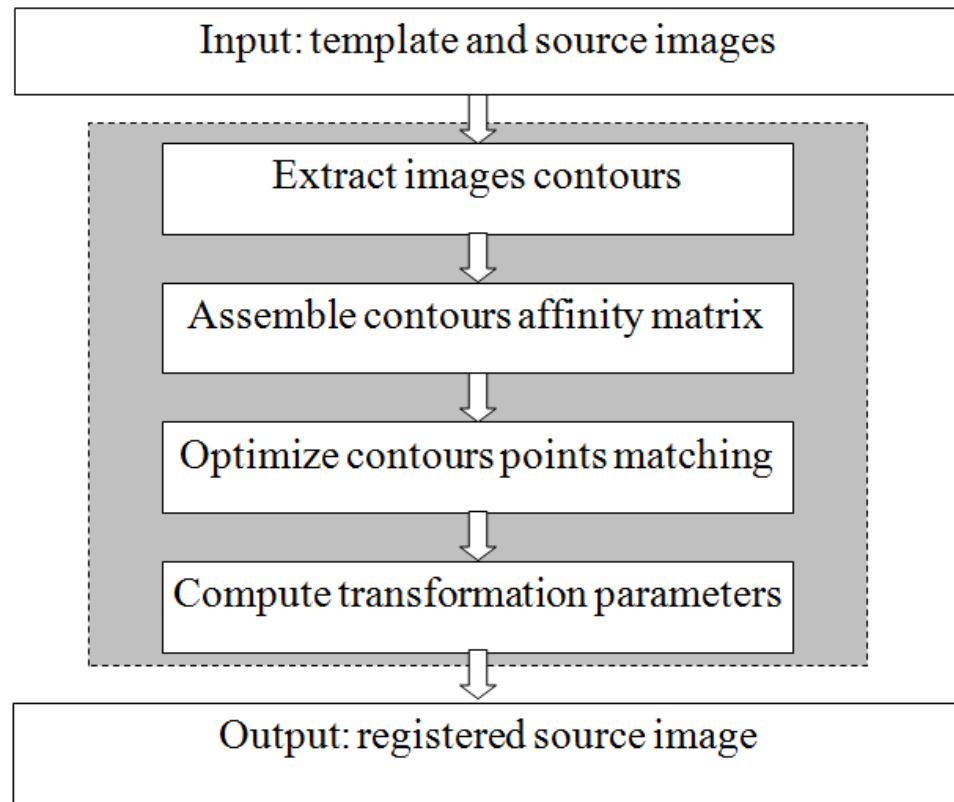 Input: template and source images
Extract images contours
Assemble contours affinity matrix
Optimize contours points matching
Compute transformation parameters
Output: registered source image